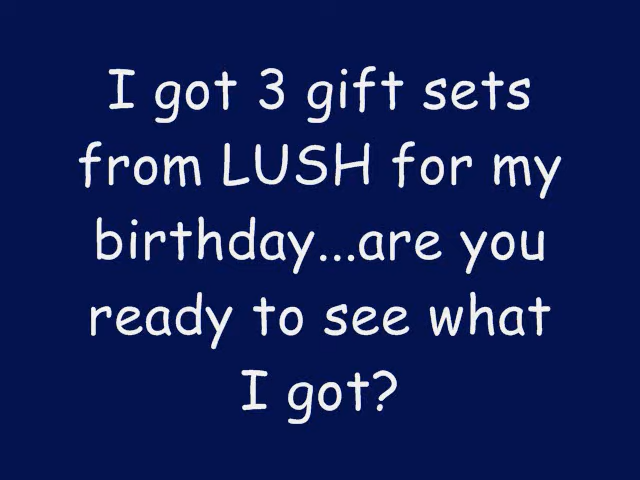 I got 3 gift sets
from LUSH for my
birthday...are you
ready to see what
I got?